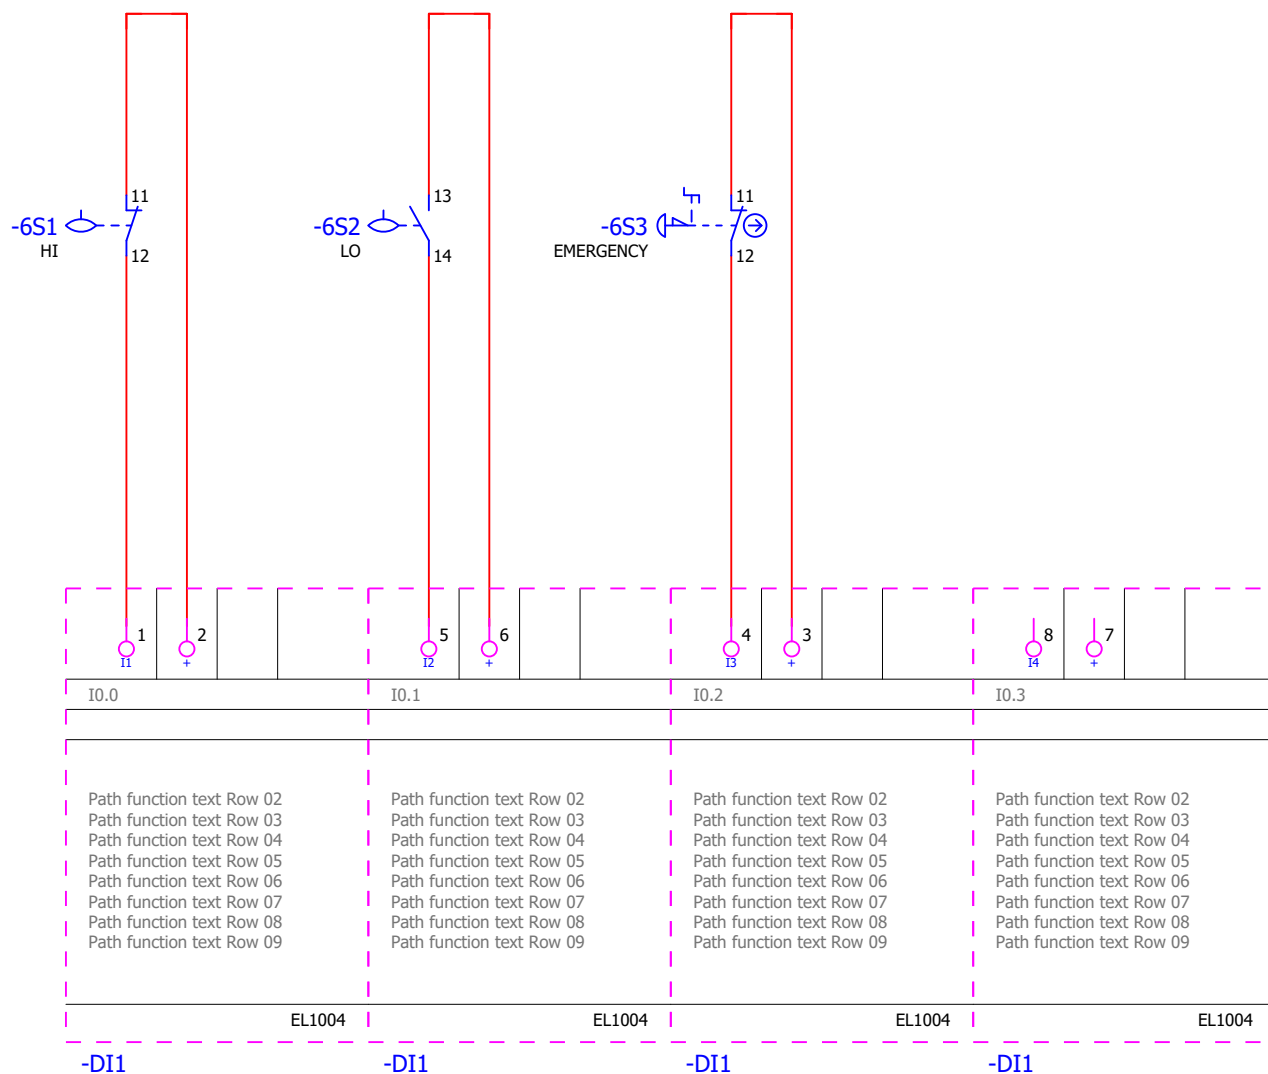 11
13
11
-6S1
-6S2
-6S3
HI
LO
EMERGENCY
12
14
12
1 2 5 6 4 3 8 7
I1 + I2 + I3 + I4 +
I0.0
I0.1
I0.2
I0.3
Path function text Row 02
Path function text Row 03
Path function text Row 04
Path function text Row 05
Path function text Row 06
Path function text Row 07
Path function text Row 08
Path function text Row 09
Path function text Row 02
Path function text Row 03
Path function text Row 04
Path function text Row 05
Path function text Row 06
Path function text Row 07
Path function text Row 08
Path function text Row 09
Path function text Row 02
Path function text Row 03
Path function text Row 04
Path function text Row 05
Path function text Row 06
Path function text Row 07
Path function text Row 08
Path function text Row 09
Path function text Row 02
Path function text Row 03
Path function text Row 04
Path function text Row 05
Path function text Row 06
Path function text Row 07
Path function text Row 08
Path function text Row 09
EL1004
EL1004
EL1004
EL1004
-DI1
-DI1
-DI1
-DI1